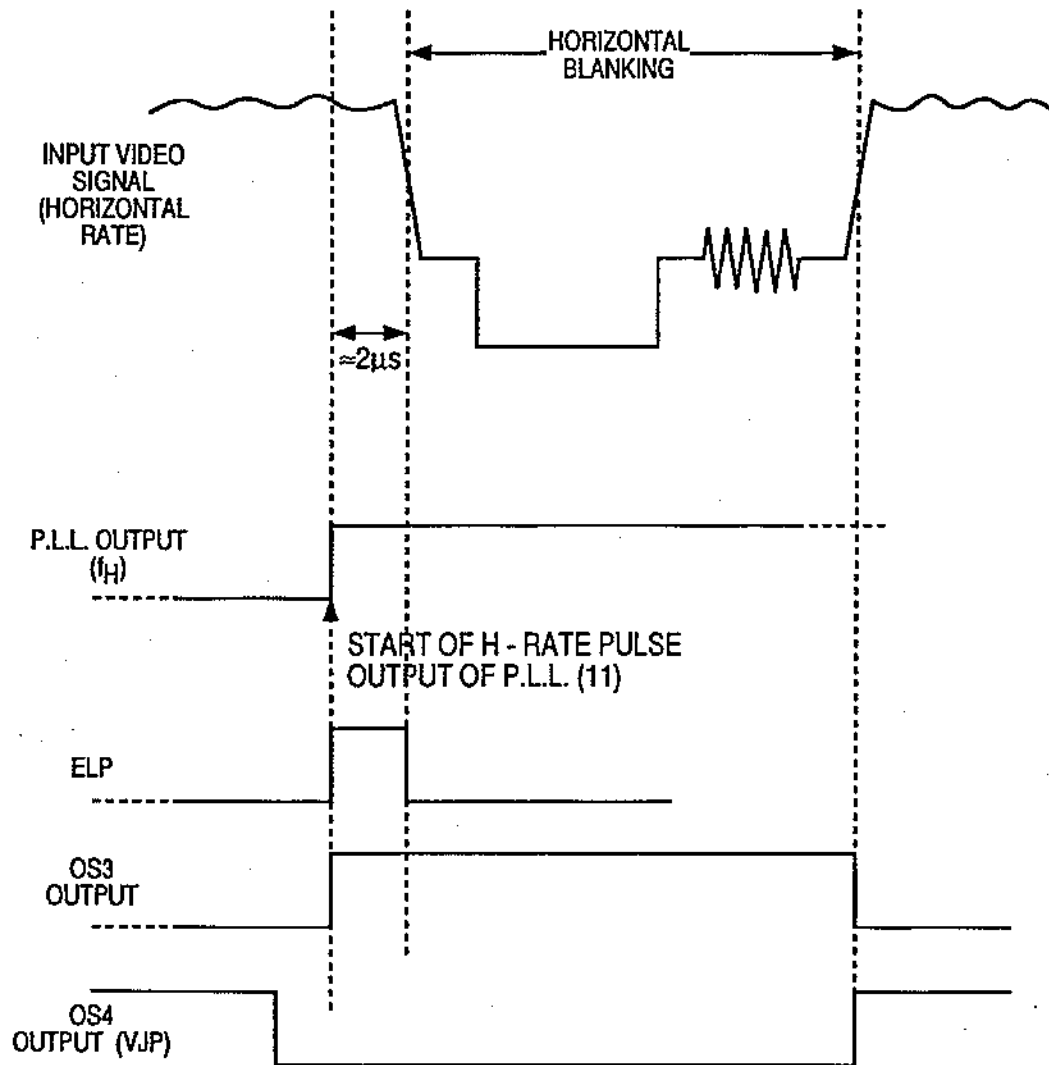 HORIZONTAL
BLANKING
INPUT VIDEO
SIGNAL
(HORIZONTAL
RATE)
≈2µs
P.L.L. OUTPUT
(fH)
START OF H - RATE PULSE
OUTPUT OF P.L.L. (11)
ELP
OS3
OUTPUT
OS4
OUTPUT (VJP)